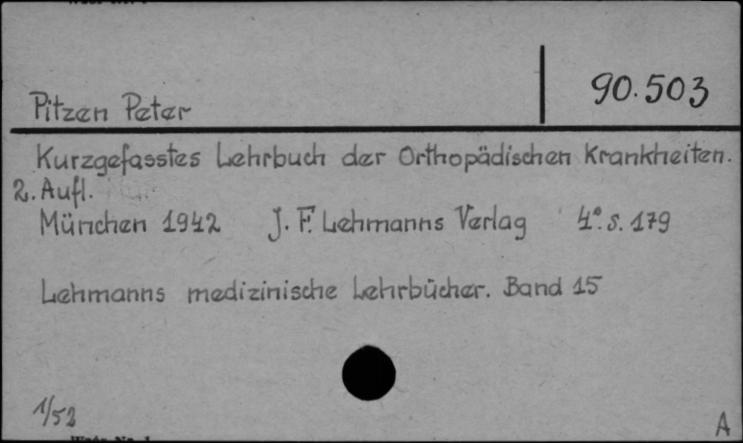 90.503
Pitzen Peter
Kurzgefasstes Lehrbuch der Orthopädischen Krankheiten.
2. Aufl.
München 1942 J. F. Lehmanns Verlag 4°. S. 179
Lehmanns medizinische Lehrbücher. Band 15
1/52
A